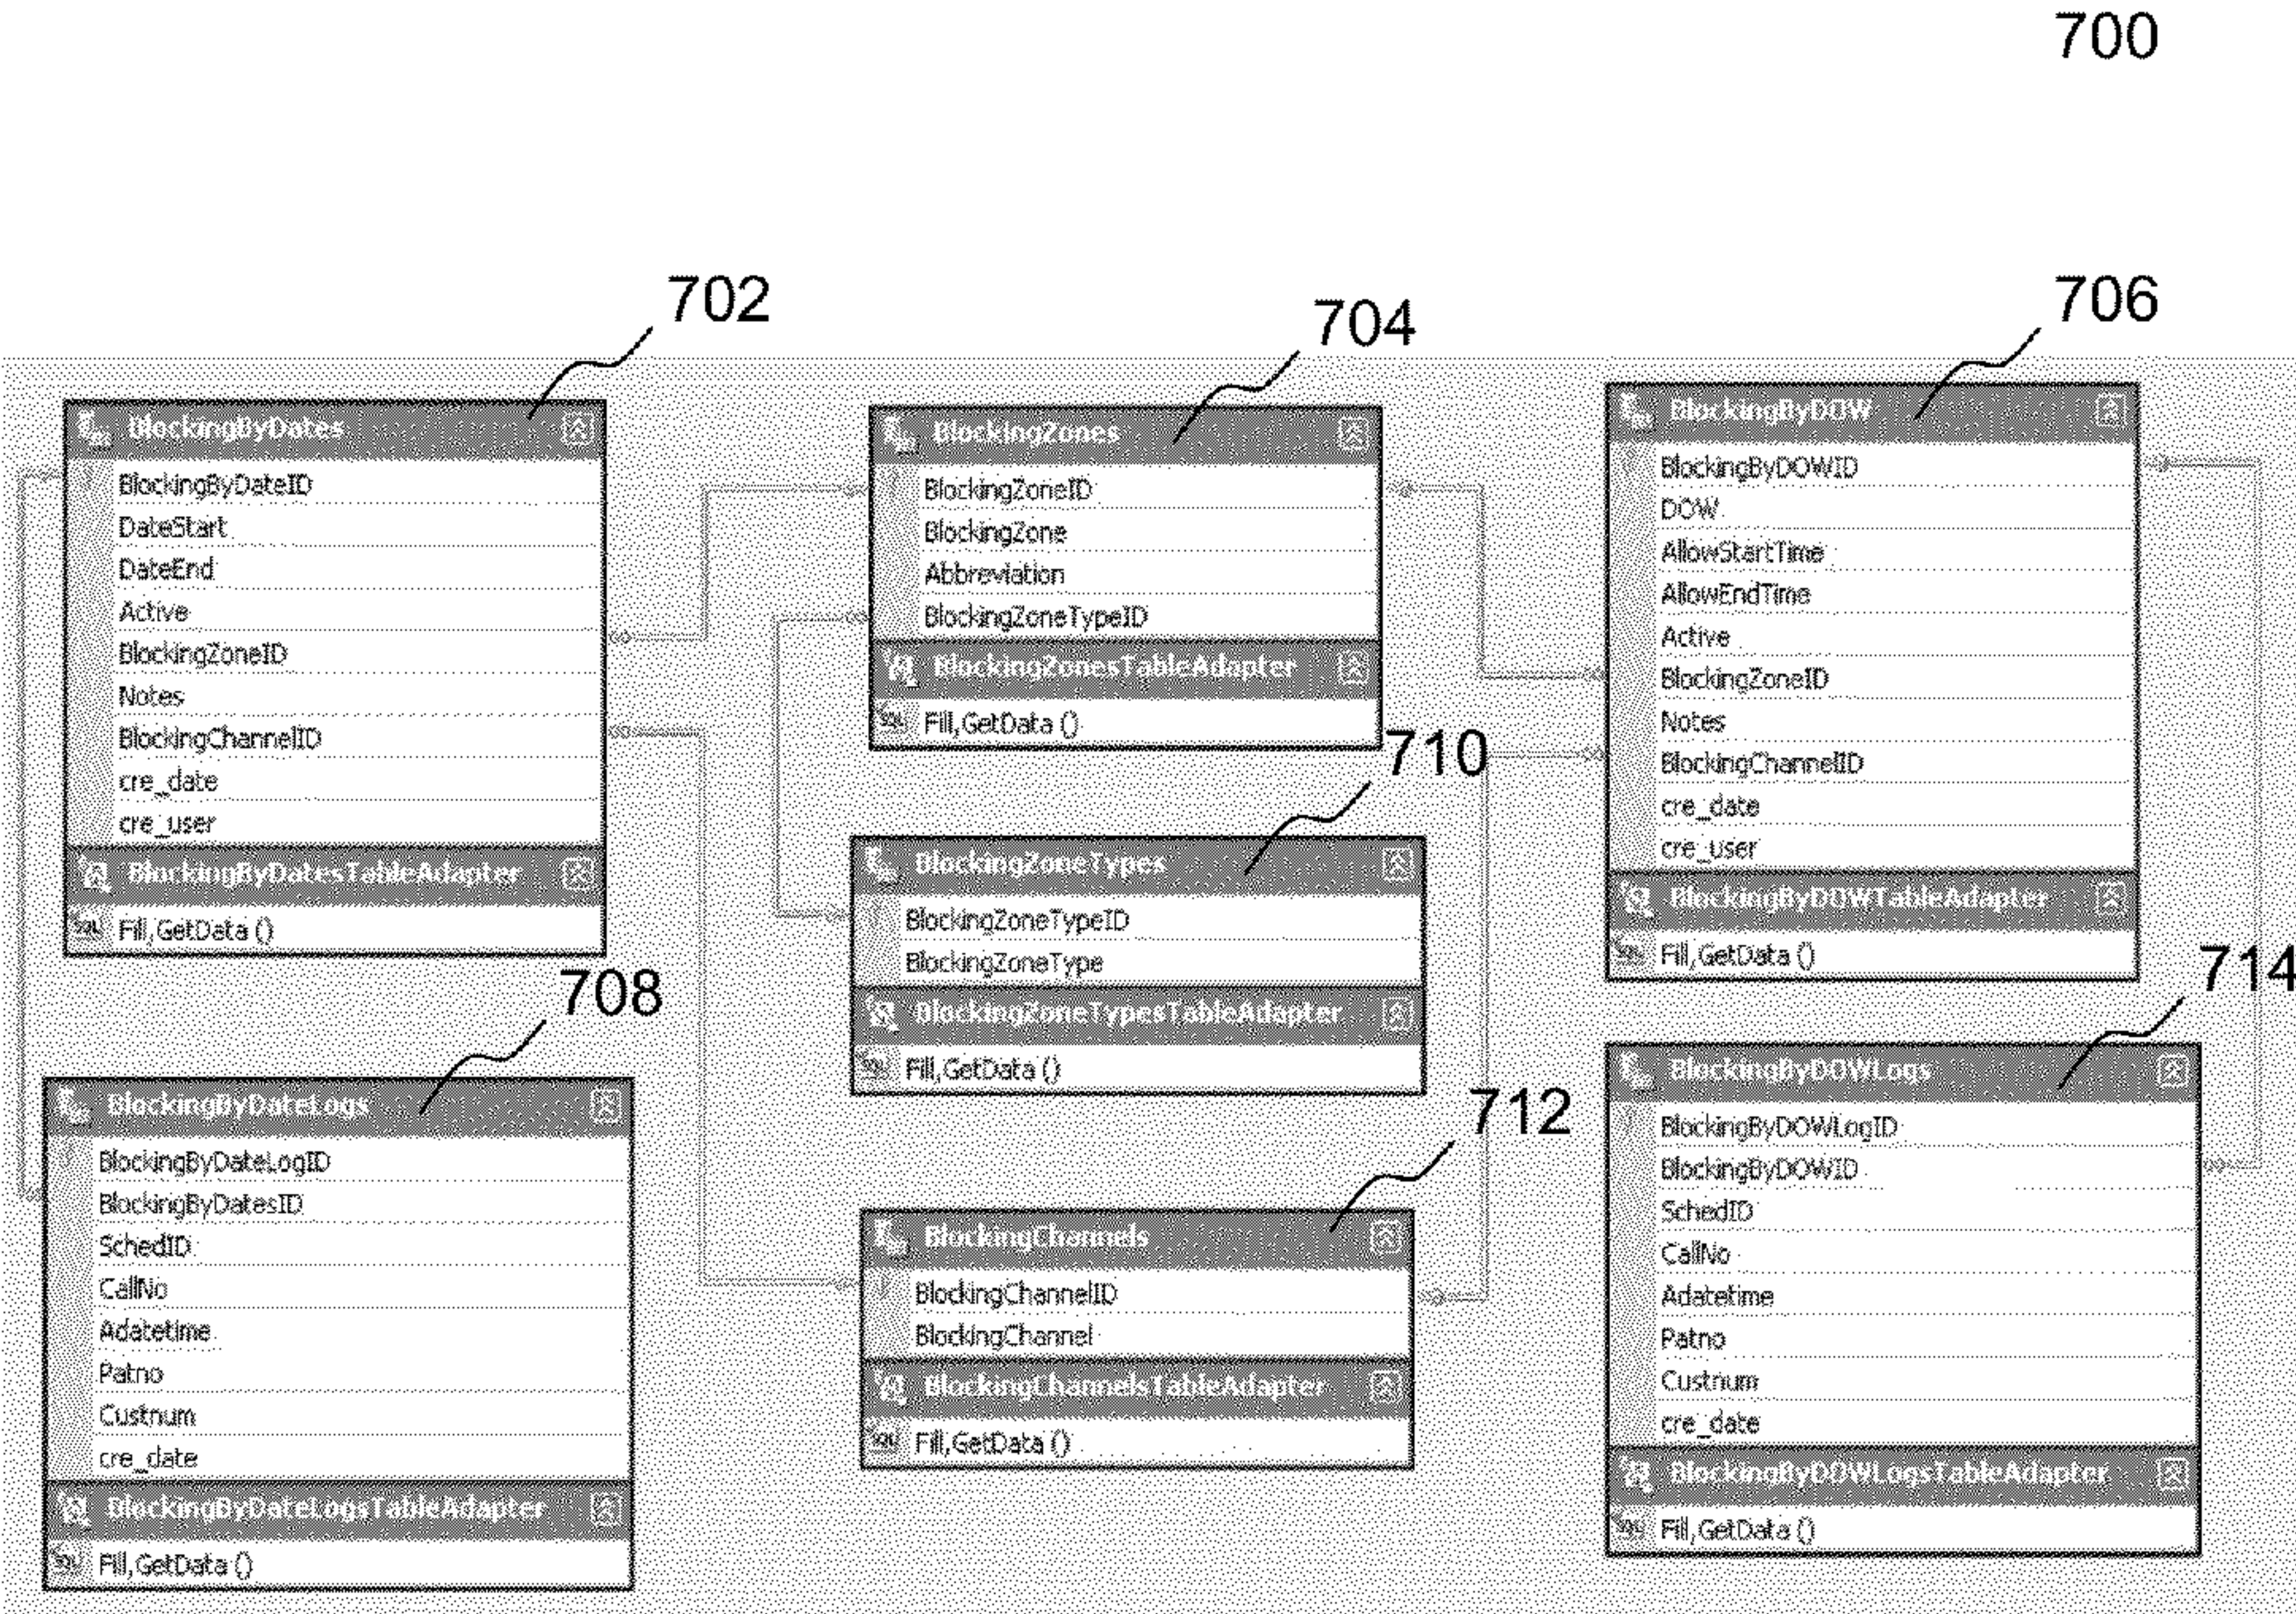 700
702
704
706
BlockingByDates
BlockingByDateID
DateStart
DateEnd
Active
BlockingZoneID
Notes
BlockingChannelID
cre_date
cre_user
BlockingByDatesTableAdapter
Fill,GetData ()
BlockingZones
BlockingZoneID
BlockingZone
Abbreviation
BlockingZoneTypeID
BlockingZonesTableAdapter
Fill,GetData ()
BlockingByDOW
BlockingByDOWID
DOW
AllowStartTime
AllowEndTime
Active
BlockingZoneID
Notes
BlockingChannelID
cre_date
cre_user
BlockingByDOWTableAdapter
Fill,GetData ()
710
BlockingZoneTypes
BlockingZoneTypeID
BlockingZoneType
BlockingZoneTypesTableAdapter
Fill,GetData ()
708
BlockingByDateLogs
BlockingByDateLogID
BlockingByDatesID
SchedID
CallNo
Adatetime
Patno
Custnum
cre_date
BlockingByDateLogsTableAdapter
Fill,GetData ()
712
BlockingChannels
BlockingChannelID
BlockingChannel
BlockingChannelsTableAdapter
Fill,GetData ()
714
BlockingByDOWLogs
BlockingByDOWLogID
BlockingByDOWID
SchedID
CallNo
Adatetime
Patno
Custnum
cre_date
BlockingByDOWLogsTableAdapter
Fill,GetData ()